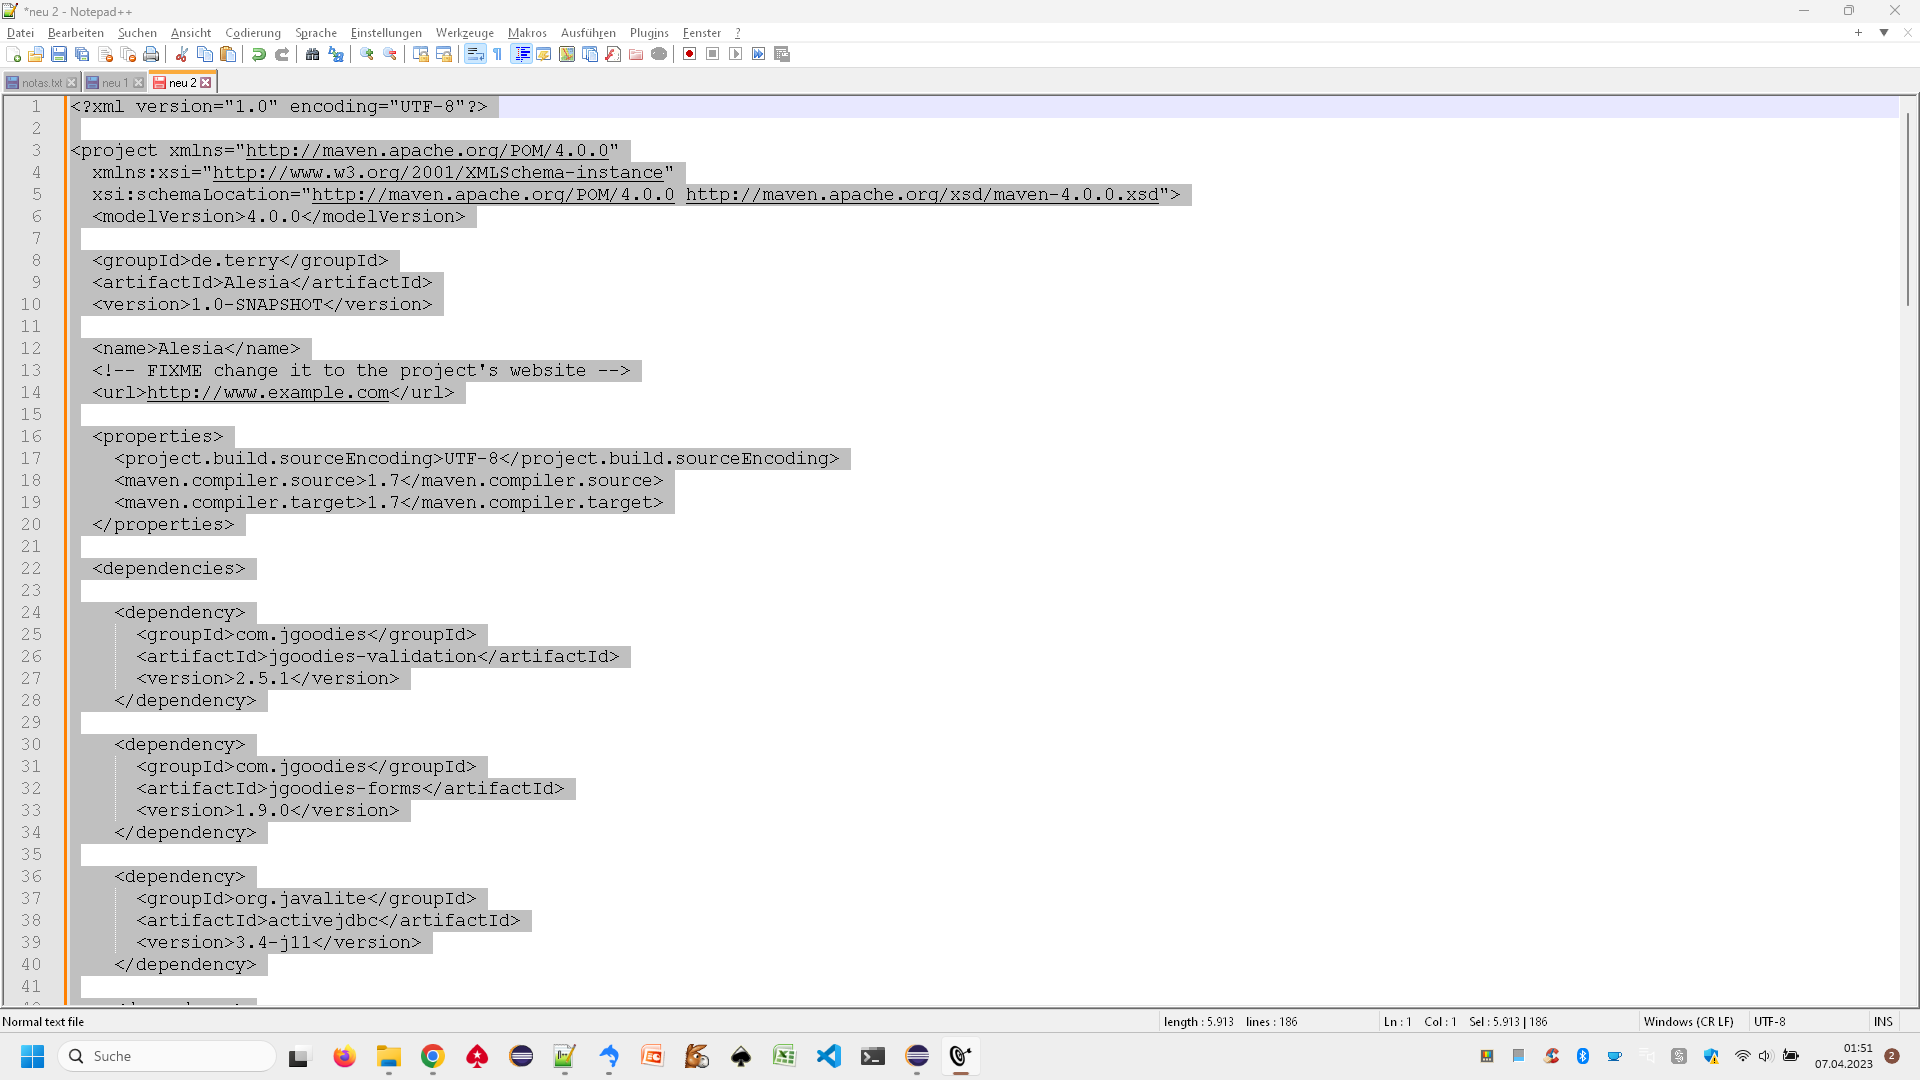 *neu 2 - Notepad++
Datei Bearbeiten Suchen Ansicht Codierung Sprache Einstellungen Werkzeuge Makros Ausführen Plugins Fenster ?
notas.txt neu 1 neu 2
1 <?xml version="1.0" encoding="UTF-8"?>
2
3 <project xmlns="http://maven.apache.org/POM/4.0.0"
4 xmlns:xsi="http://www.w3.org/2001/XMLSchema-instance"
5 xsi:schemaLocation="http://maven.apache.org/POM/4.0.0 http://maven.apache.org/xsd/maven-4.0.0.xsd">
6 <modelVersion>4.0.0</modelVersion>
7
8 <groupId>de.terry</groupId>
9 <artifactId>Alesia</artifactId>
10 <version>1.0-SNAPSHOT</version>
11
12 <name>Alesia</name>
13 <!-- FIXME change it to the project's website -->
14 <url>http://www.example.com</url>
15
16 <properties>
17 <project.build.sourceEncoding>UTF-8</project.build.sourceEncoding>
18 <maven.compiler.source>1.7</maven.compiler.source>
19 <maven.compiler.target>1.7</maven.compiler.target>
20 </properties>
21
22 <dependencies>
23
24 <dependency>
25 <groupId>com.jgoodies</groupId>
26 <artifactId>jgoodies-validation</artifactId>
27 <version>2.5.1</version>
28 </dependency>
29
30 <dependency>
31 <groupId>com.jgoodies</groupId>
32 <artifactId>jgoodies-forms</artifactId>
33 <version>1.9.0</version>
34 </dependency>
35
36 <dependency>
37 <groupId>org.javalite</groupId>
38 <artifactId>activejdbc</artifactId>
39 <version>3.4-j11</version>
40 </dependency>
41
Normal text file length : 5.913 lines : 186 Ln : 1 Col : 1 Sel : 5.913 | 186 Windows (CR LF) UTF-8 INS
Suche
01:51
07.04.2023
2